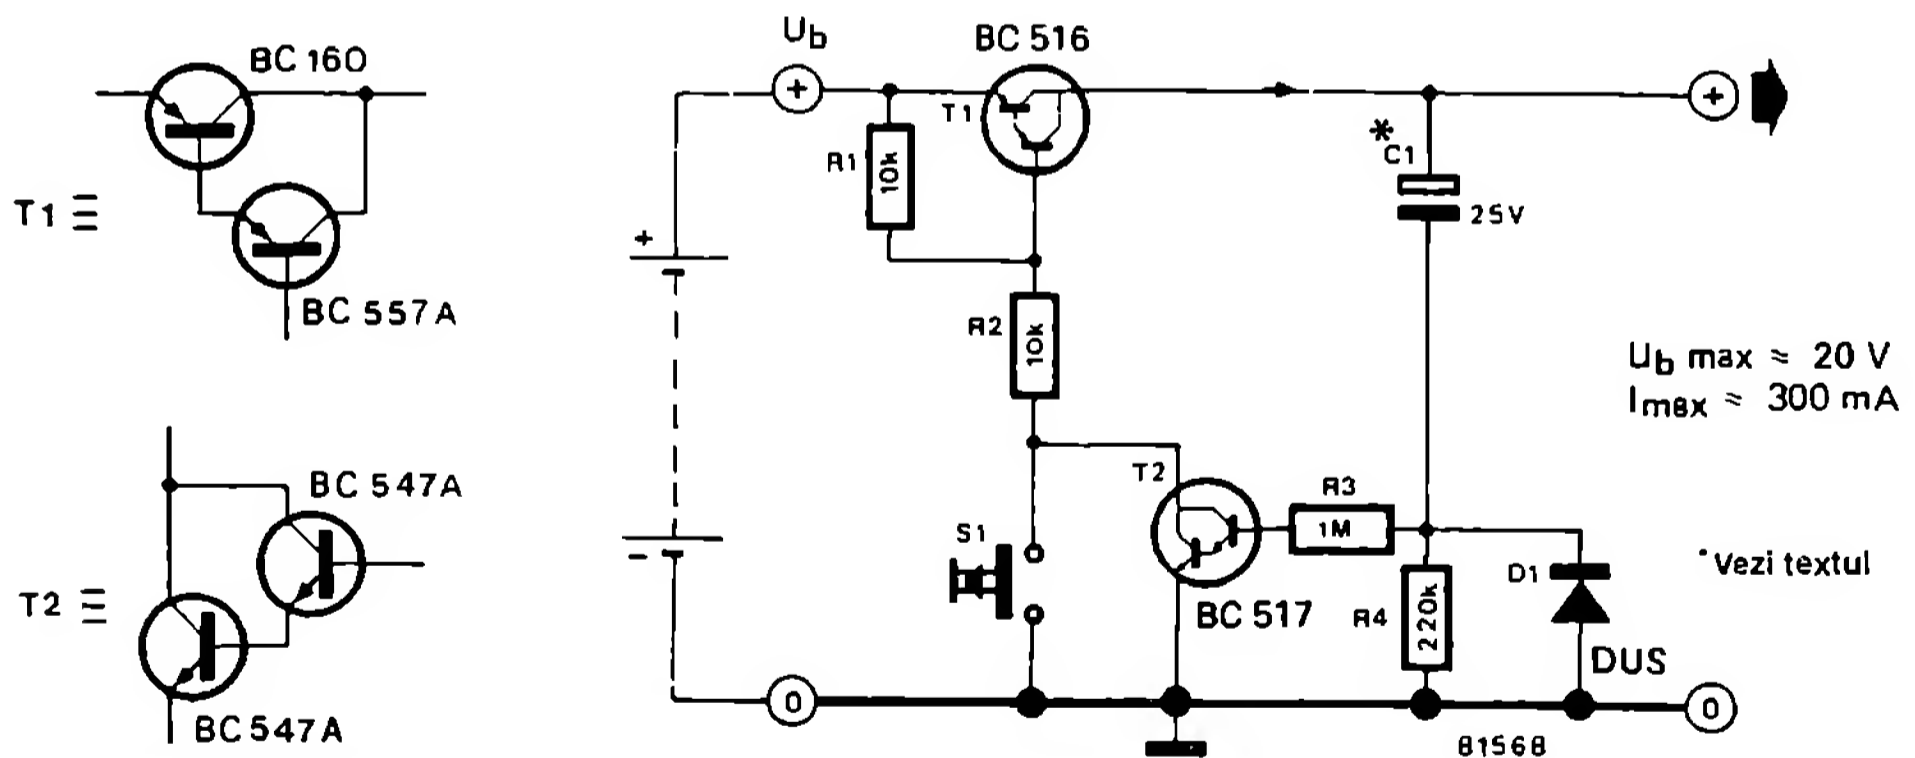 BC 160
T1
BC 557A
BC 547A
T2
BC 547A
Ub
+
BC 516
T1
R1
10k
+
*
C1
25V
+
R2
10k
Ub max ≈ 20 V
Imax ≈ 300 mA
T2
R3
1M
S1
-
D1
*Vezi textul
BC 517
R4
220k
DUS
0
0
81568